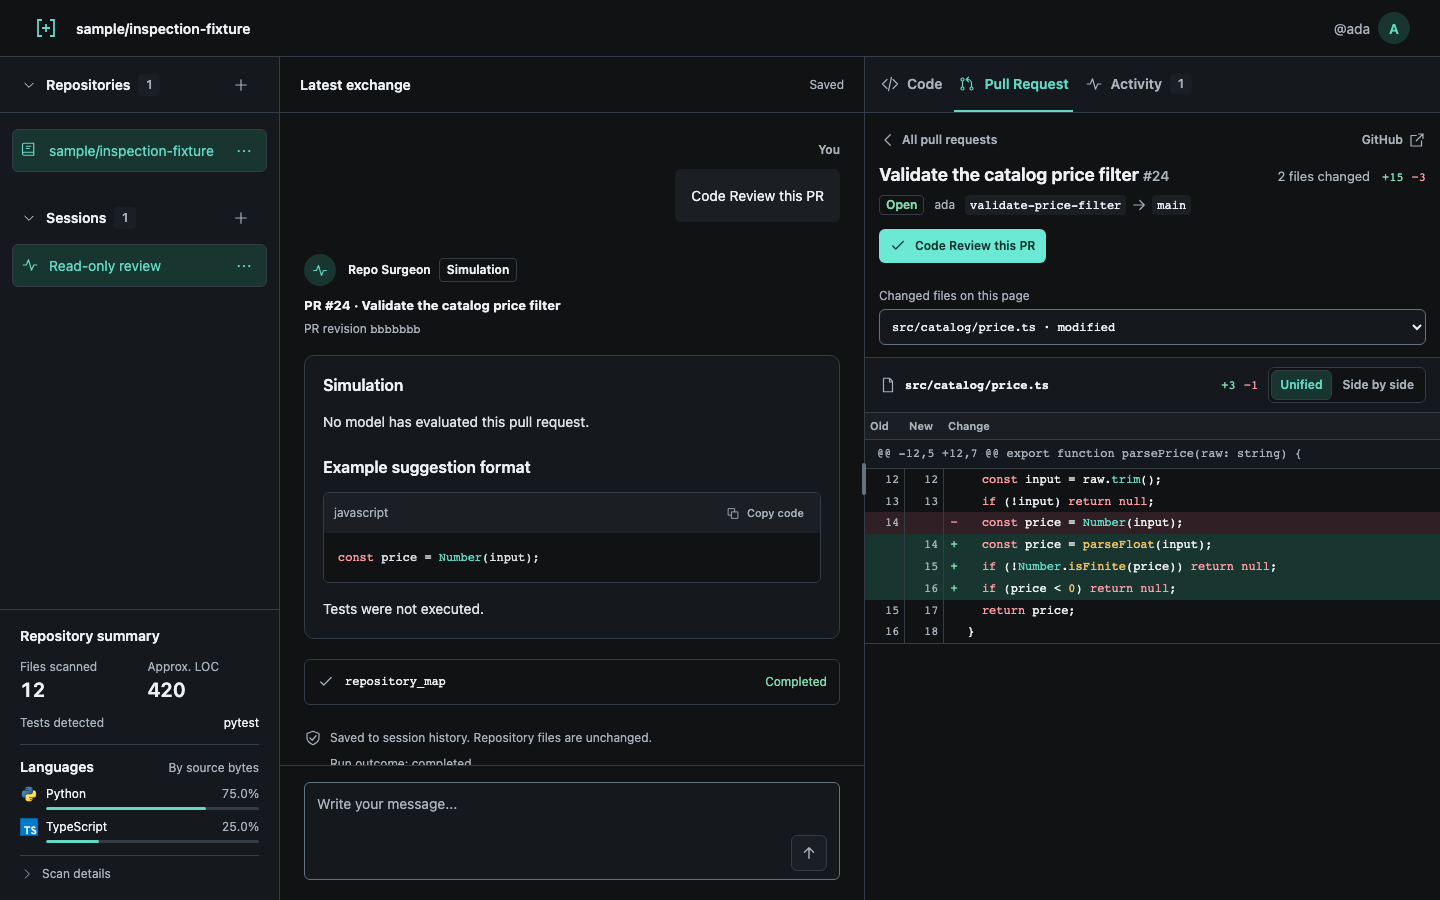 sample/inspection-fixture
@ada
A
Repositories 1
sample/inspection-fixture
Sessions 1
Read-only review
Repository summary
Files scanned
Approx. LOC
12
420
Tests detected
pytest
Languages
By source bytes
Python
75.0%
TS
TypeScript
25.0%
Scan details
Latest exchange
Saved
You
Code Review this PR
Repo Surgeon
Simulation
PR #24 · Validate the catalog price filter
PR revision bbbbbbb
Simulation
No model has evaluated this pull request.
Example suggestion format
javascript
Copy code
const price = Number(input);
Tests were not executed.
repository_map
Completed
Saved to session history. Repository files are unchanged.
Run outcome: completed
Write your message...
Code
Pull Request
Activity 1
All pull requests
GitHub
Validate the catalog price filter #24
2 files changed +15 −3
Open ada validate-price-filter → main
Code Review this PR
Changed files on this page
src/catalog/price.ts · modified
src/catalog/price.ts
+3 −1
Unified
Side by side
Old New Change
@@ −12,5 +12,7 @@ export function parsePrice(raw: string) {
12 12 const input = raw.trim();
13 13 if (!input) return null;
14 − const price = Number(input);
14 + const price = parseFloat(input);
15 + if (!Number.isFinite(price)) return null;
16 + if (price < 0) return null;
15 17 return price;
16 18 }